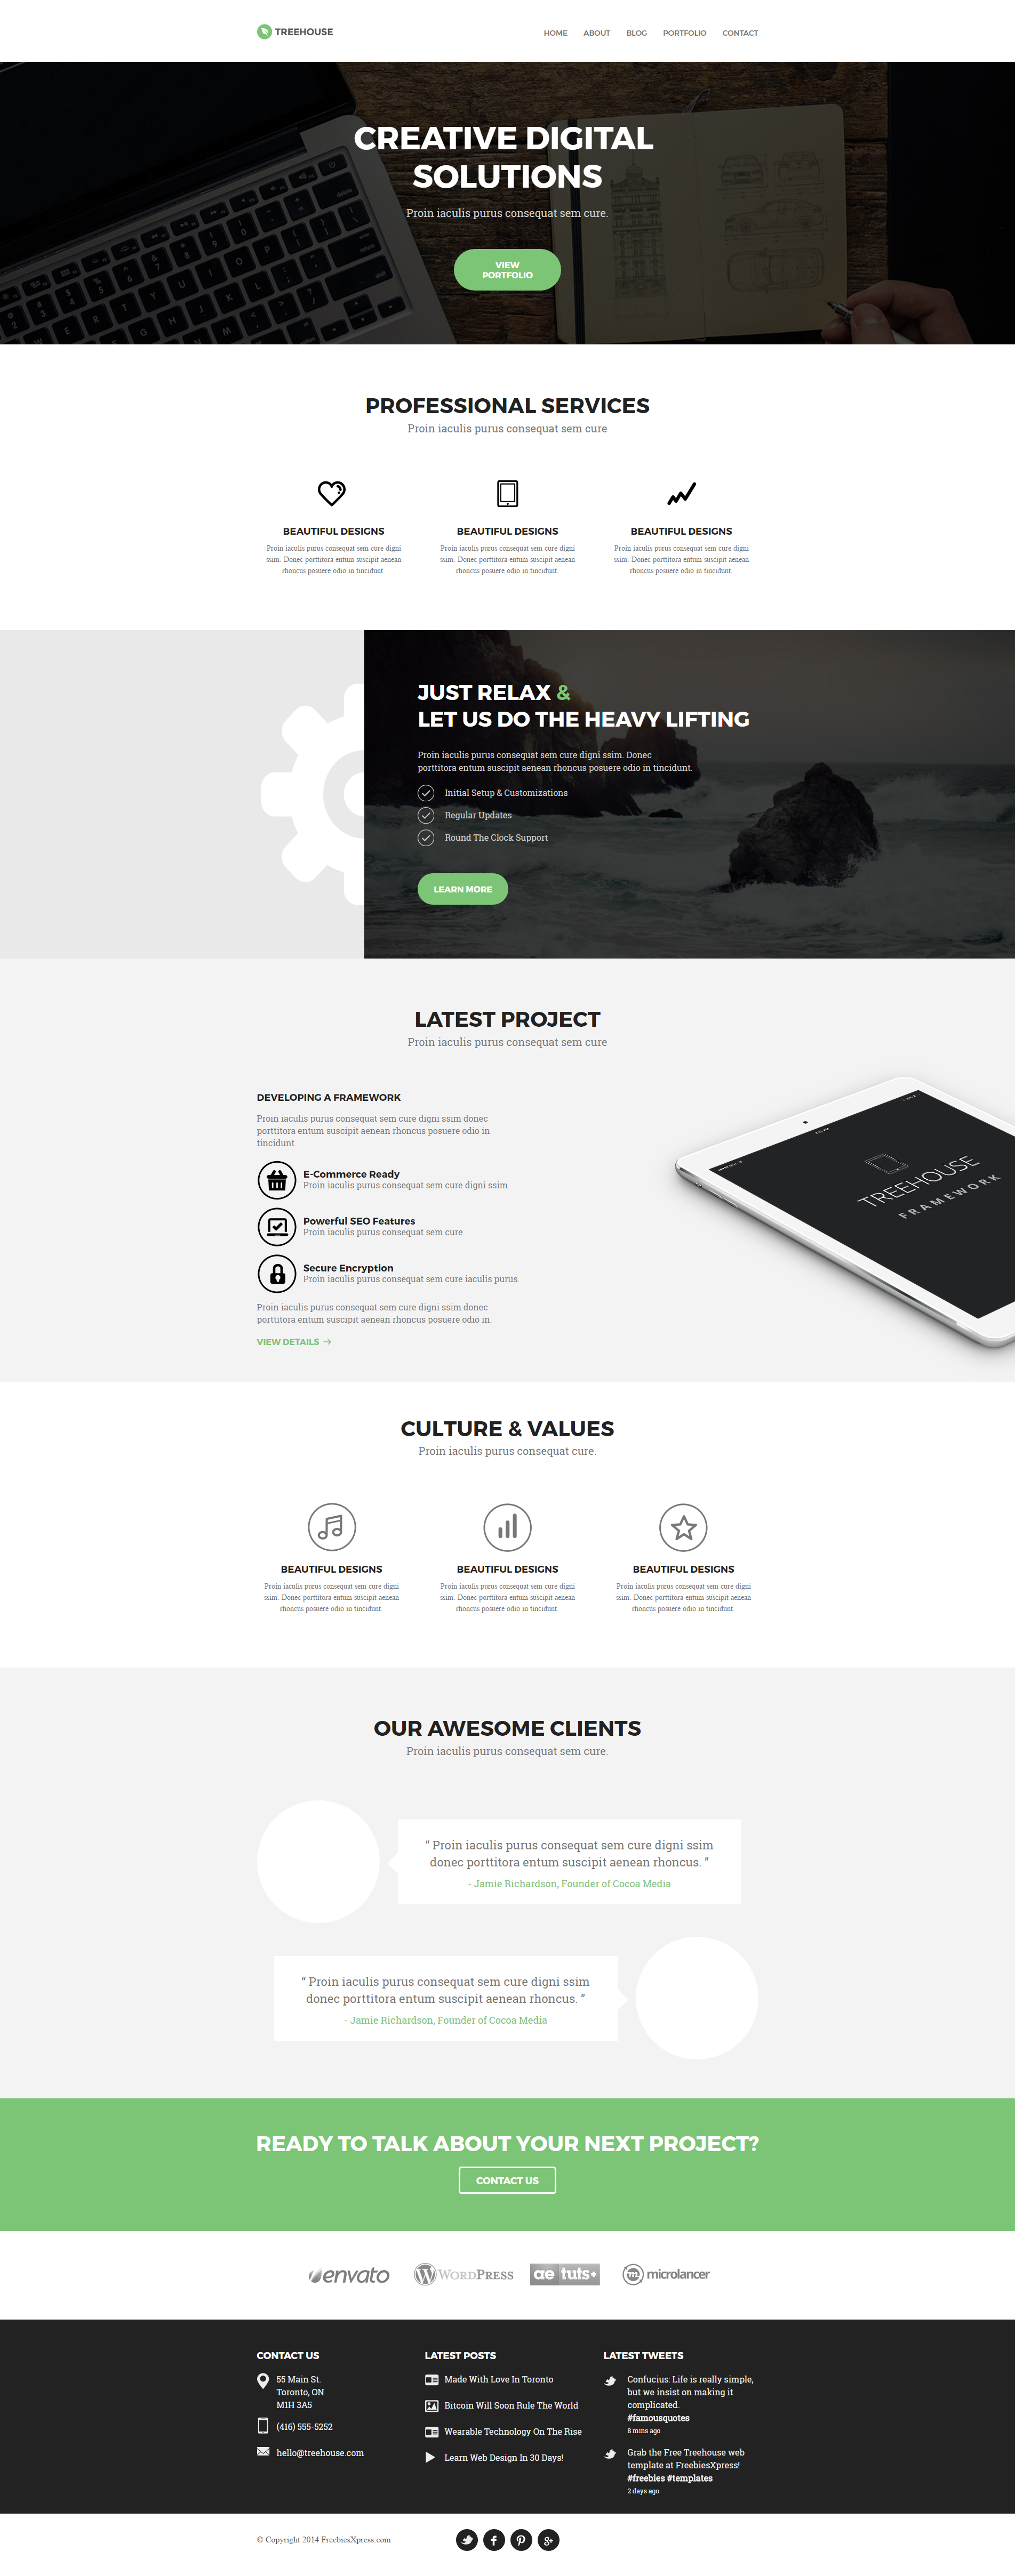 TREEHOUSE
HOME ABOUT BLOG PORTFOLIO CONTACT
CREATIVE DIGITAL
SOLUTIONS
Proin iaculis purus consequat sem cure.
VIEW
PORTFOLIO
PROFESSIONAL SERVICES
Proin iaculis purus consequat sem cure
BEAUTIFUL DESIGNS
Proin iaculis purus consequat sem cure digni
ssim. Donec porttitora entum suscipit aenean
rhoncus posuere odio in tincidunt.
BEAUTIFUL DESIGNS
Proin iaculis purus consequat sem cure digni
ssim. Donec porttitora entum suscipit aenean
rhoncus posuere odio in tincidunt.
BEAUTIFUL DESIGNS
Proin iaculis purus consequat sem cure digni
ssim. Donec porttitora entum suscipit aenean
rhoncus posuere odio in tincidunt.
JUST RELAX &
LET US DO THE HEAVY LIFTING
Proin iaculis purus consequat sem cure digni ssim. Donec
porttitora entum suscipit aenean rhoncus posuere odio in tincidunt.
Initial Setup & Customizations
Regular Updates
Round The Clock Support
LEARN MORE
LATEST PROJECT
Proin iaculis purus consequat sem cure
DEVELOPING A FRAMEWORK
Proin iaculis purus consequat sem cure digni ssim donec
porttitora entum suscipit aenean rhoncus posuere odio in
tincidunt.
E-Commerce Ready
Proin iaculis purus consequat sem cure digni ssim.
Powerful SEO Features
Proin iaculis purus consequat sem cure.
Secure Encryption
Proin iaculis purus consequat sem cure iaculis purus.
Proin iaculis purus consequat sem cure digni ssim donec
porttitora entum suscipit aenean rhoncus posuere odio in.
VIEW DETAILS →
TREEHOUSE
FRAMEWORK
CULTURE & VALUES
Proin iaculis purus consequat cure.
BEAUTIFUL DESIGNS
Proin iaculis purus consequat sem cure digni
ssim. Donec porttitora entum suscipit aenean
rhoncus posuere odio in tincidunt.
BEAUTIFUL DESIGNS
Proin iaculis purus consequat sem cure digni
ssim. Donec porttitora entum suscipit aenean
rhoncus posuere odio in tincidunt.
BEAUTIFUL DESIGNS
Proin iaculis purus consequat sem cure digni
ssim. Donec porttitora entum suscipit aenean
rhoncus posuere odio in tincidunt.
OUR AWESOME CLIENTS
Proin iaculis purus consequat sem cure.
“ Proin iaculis purus consequat sem cure digni ssim
donec porttitora entum suscipit aenean rhoncus. ”
- Jamie Richardson, Founder of Cocoa Media
“ Proin iaculis purus consequat sem cure digni ssim
donec porttitora entum suscipit aenean rhoncus. ”
- Jamie Richardson, Founder of Cocoa Media
READY TO TALK ABOUT YOUR NEXT PROJECT?
CONTACT US
envato WORDPRESS ae tuts+ microlancer
CONTACT US
55 Main St.
Toronto, ON
M1H 3A5
(416) 555-5252
hello@treehouse.com
LATEST POSTS
Made With Love In Toronto
Bitcoin Will Soon Rule The World
Wearable Technology On The Rise
Learn Web Design In 30 Days!
LATEST TWEETS
Confucius: Life is really simple,
but we insist on making it
complicated.
#famousquotes
8 mins ago
Grab the Free Treehouse web
template at FreebiesXpress!
#freebies #templates
2 days ago
© Copyright 2014 FreebiesXpress.com